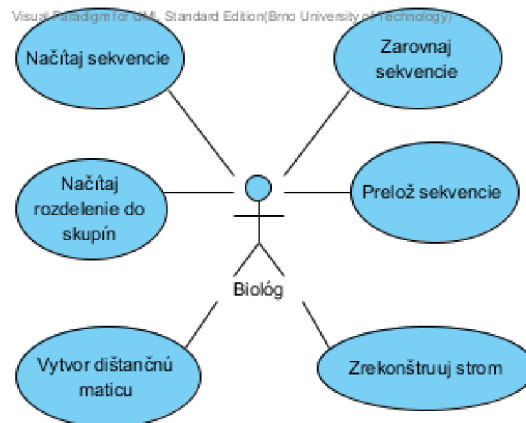 Visual Paradigm for UML Standard Edition(Brno University of Technology)
Načítaj sekvencie
Zarovnaj
sekvencie
Načítaj
rozdelenie do
skupín
Prelož sekvencie
Biológ
Vytvor dištančnú
maticu
Zrekonštruuj strom